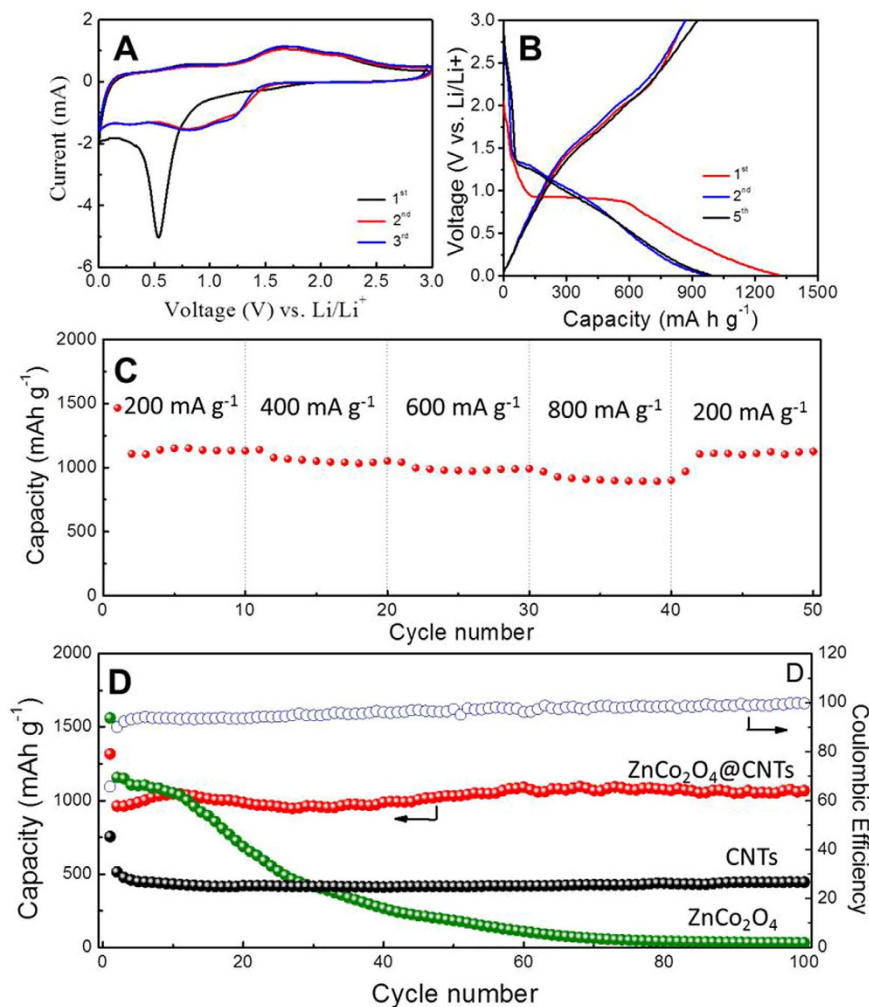 A
Current (mA)
2
0
-2
-4
-6
1st
2nd
3rd
0.0 0.5 1.0 1.5 2.0 2.5 3.0
Voltage (V) vs. Li/Li+
B
Voltage (V vs. Li/Li+)
3.0
2.5
2.0
1.5
1.0
0.5
0.0
1st
2nd
5th
0 300 600 900 1200 1500
Capacity (mA h g-1)
C
Capacity (mAh g-1)
2000
1500
1000
500
0
200 mA g-1 400 mA g-1 600 mA g-1 800 mA g-1 200 mA g-1
0 10 20 30 40 50
Cycle number
D
D
Capacity (mAh g-1)
2000
1500
1000
500
0
ZnCo2O4@CNTs
CNTs
ZnCo2O4
120
100
80
60
40
20
0
Coulombic Efficiency
0 20 40 60 80 100
Cycle number